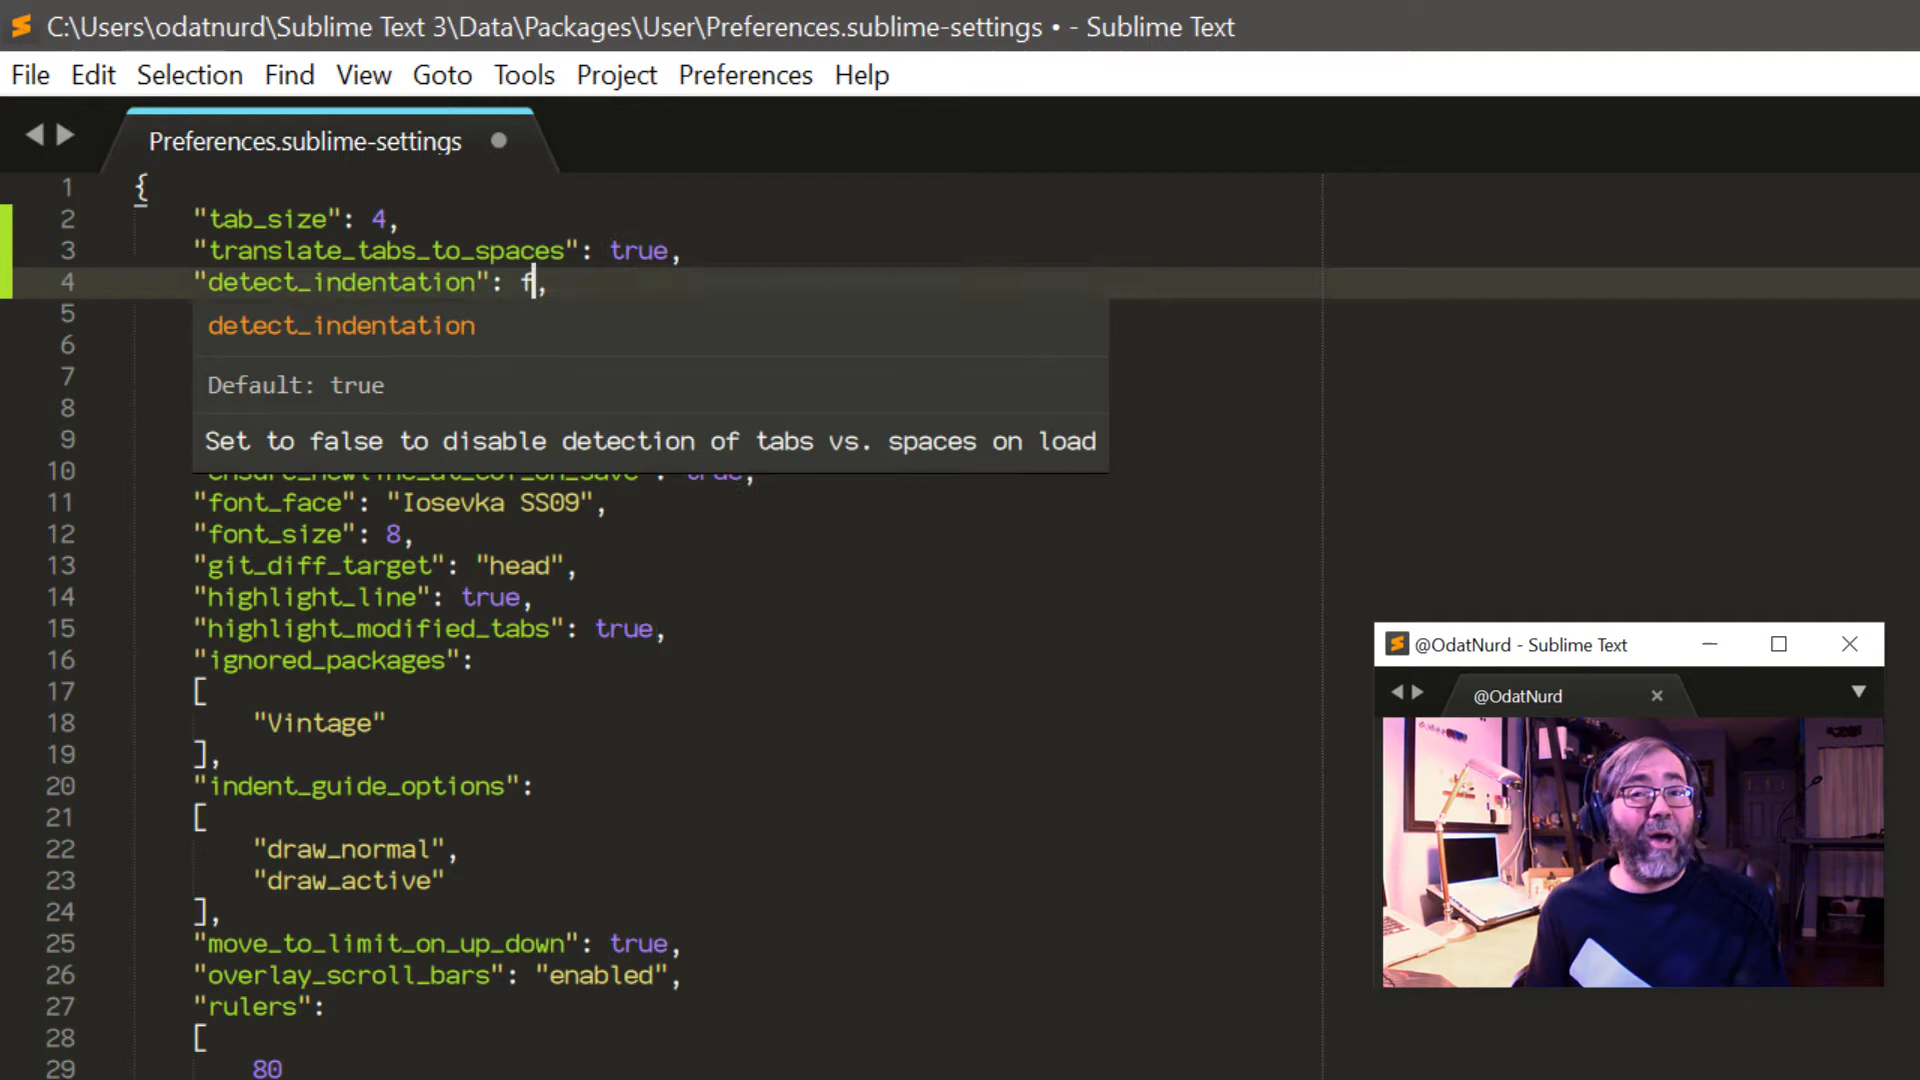 C:\Users\odatnurd\Sublime Text 3\Data\Packages\User\Preferences.sublime-settings • - Sublime Text
File Edit Selection Find View Goto Tools Project Preferences Help
Preferences.sublime-settings
1 {
2 "tab_size": 4,
3 "translate_tabs_to_spaces": true,
4 "detect_indentation": f,
5
detect_indentation
6
7
Default: true
8
9
Set to false to disable detection of tabs vs. spaces on load
10 "ensure_newline_at_eof_on_save": true,
11 "font_face": "Iosevka SS09",
12 "font_size": 8,
13 "git_diff_target": "head",
14 "highlight_line": true,
15 "highlight_modified_tabs": true,
16 "ignored_packages":
17 [
18 "Vintage"
19 ],
20 "indent_guide_options":
21 [
22 "draw_normal",
23 "draw_active"
24 ],
25 "move_to_limit_on_up_down": true,
26 "overlay_scroll_bars": "enabled",
27 "rulers":
28 [
29 80
@OdatNurd - Sublime Text
@OdatNurd